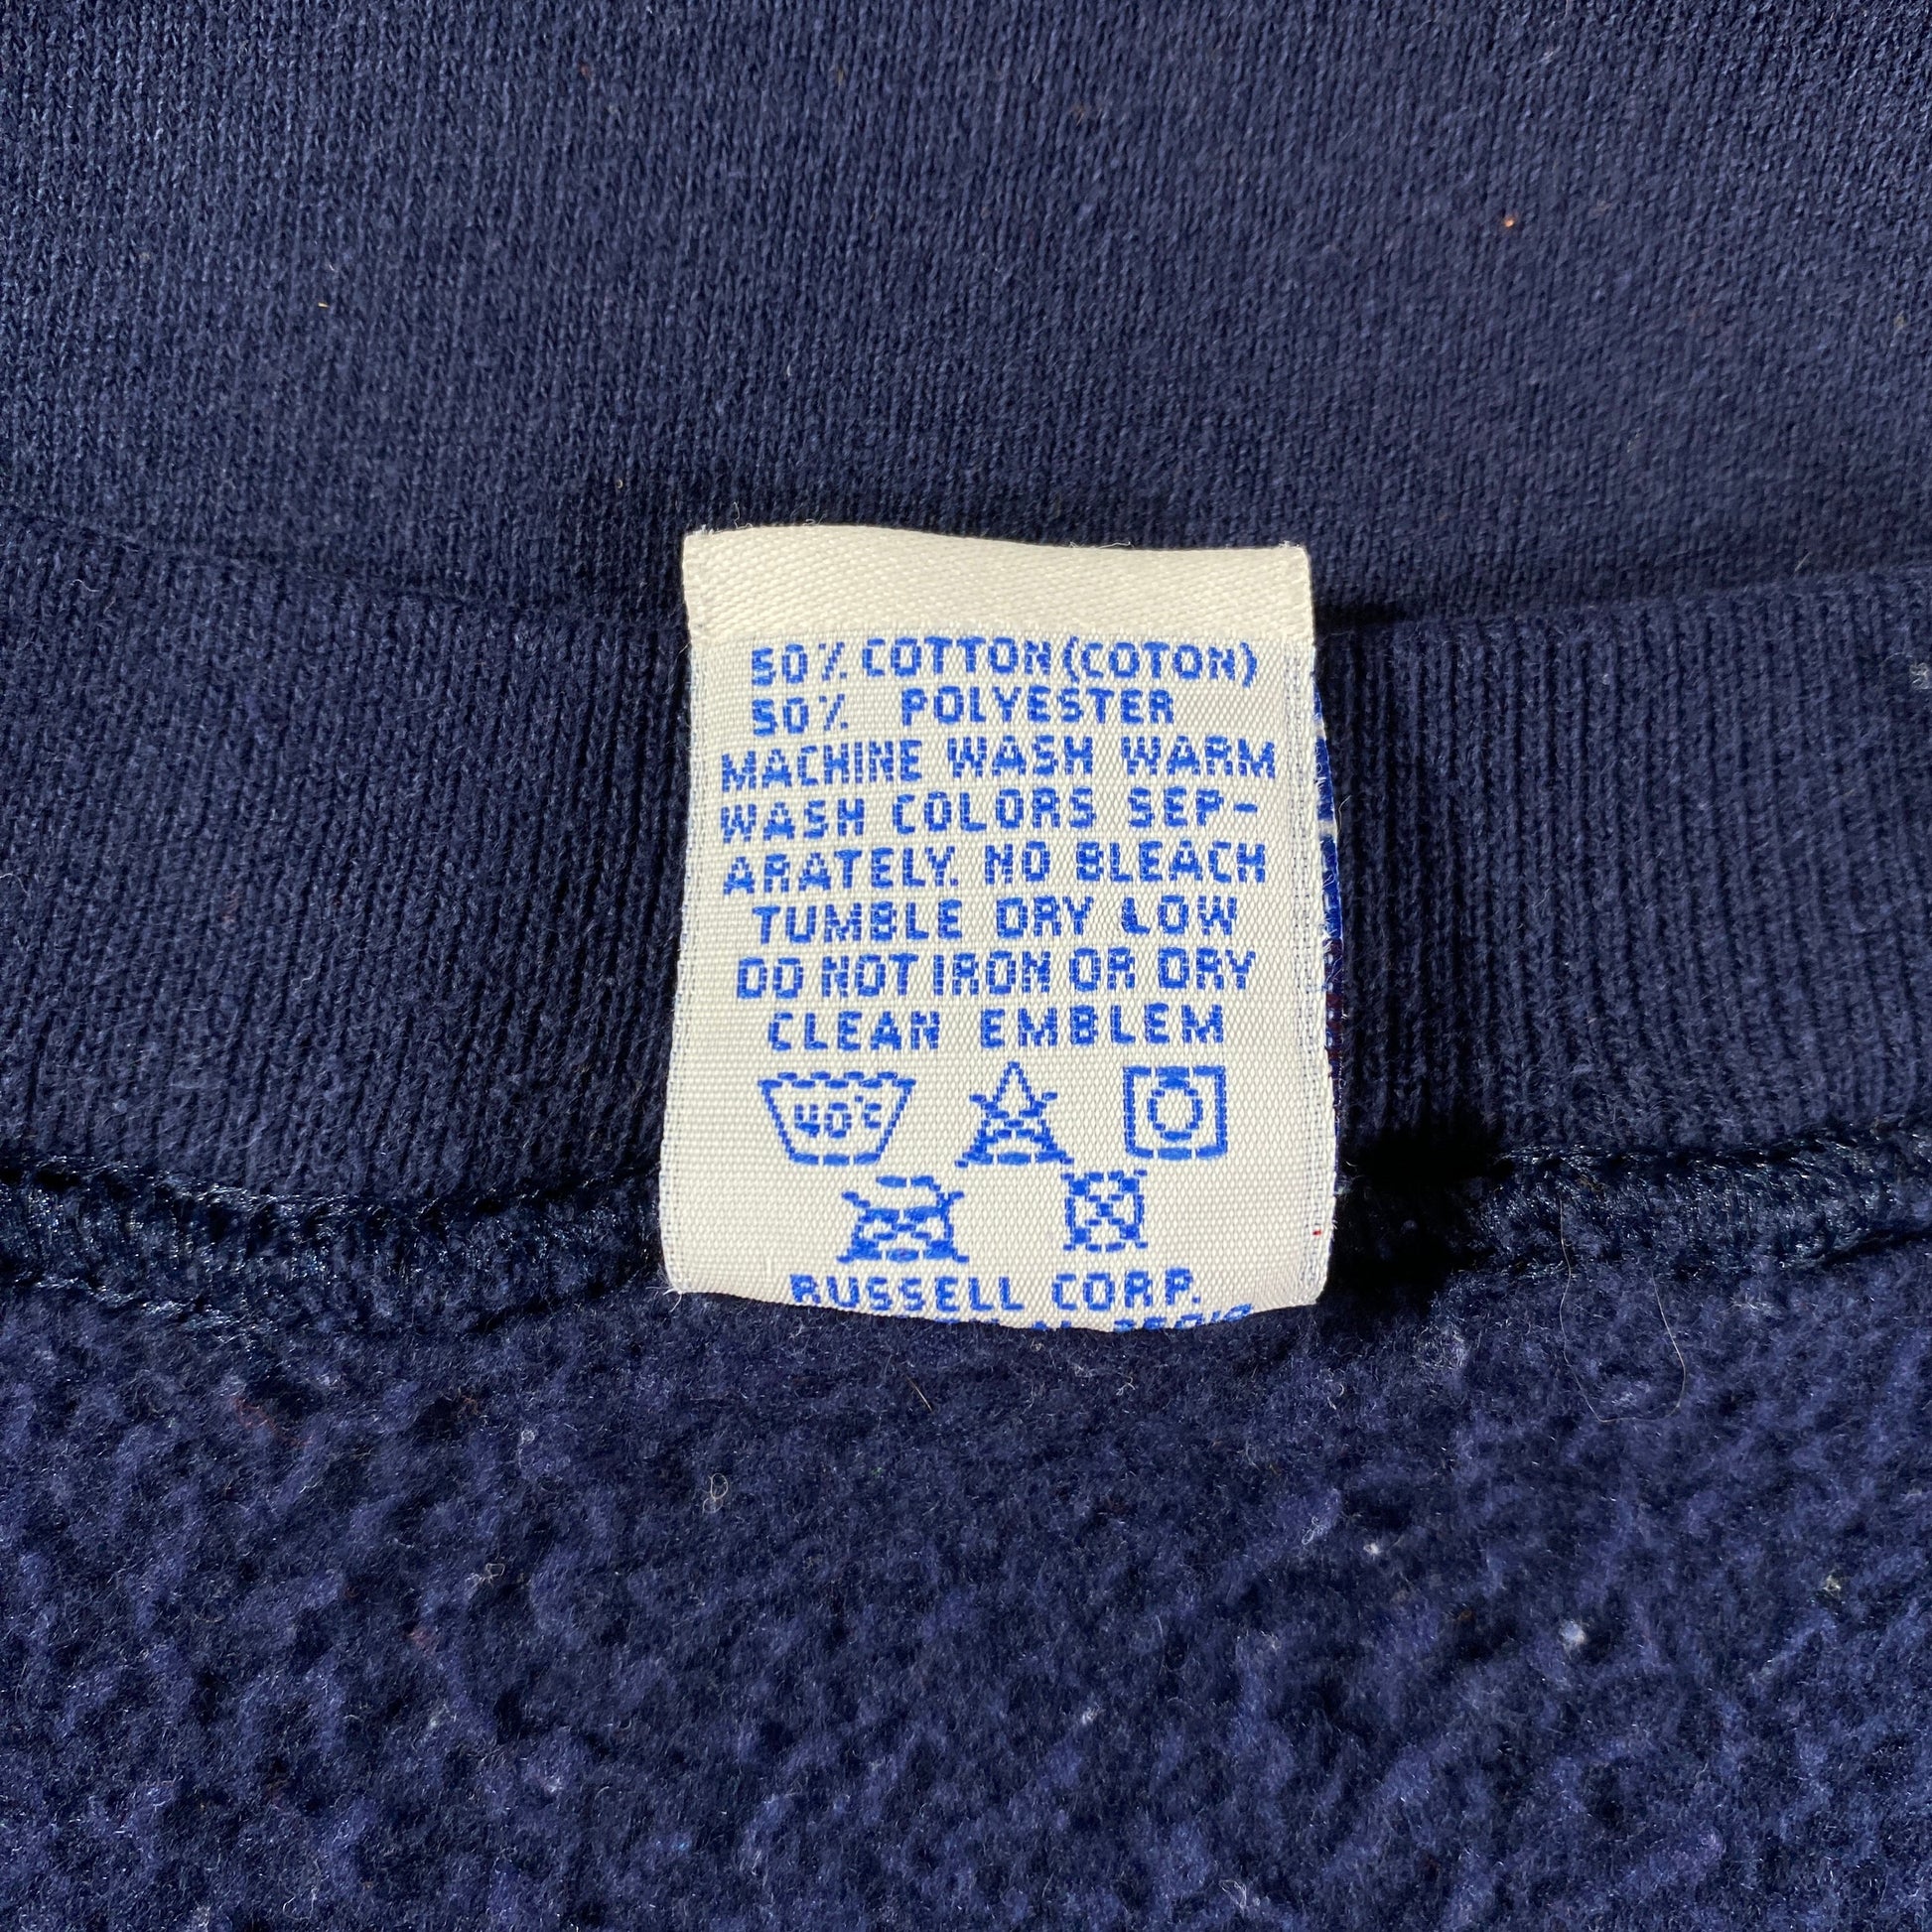 50% COTTON (COTON)
50% POLYESTER
MACHINE WASH WARM
WASH COLORS SEP-
ARATELY. NO BLEACH
TUMBLE DRY LOW
DO NOT IRON OR DRY
CLEAN EMBLEM
40°C
RUSSELL CORP.